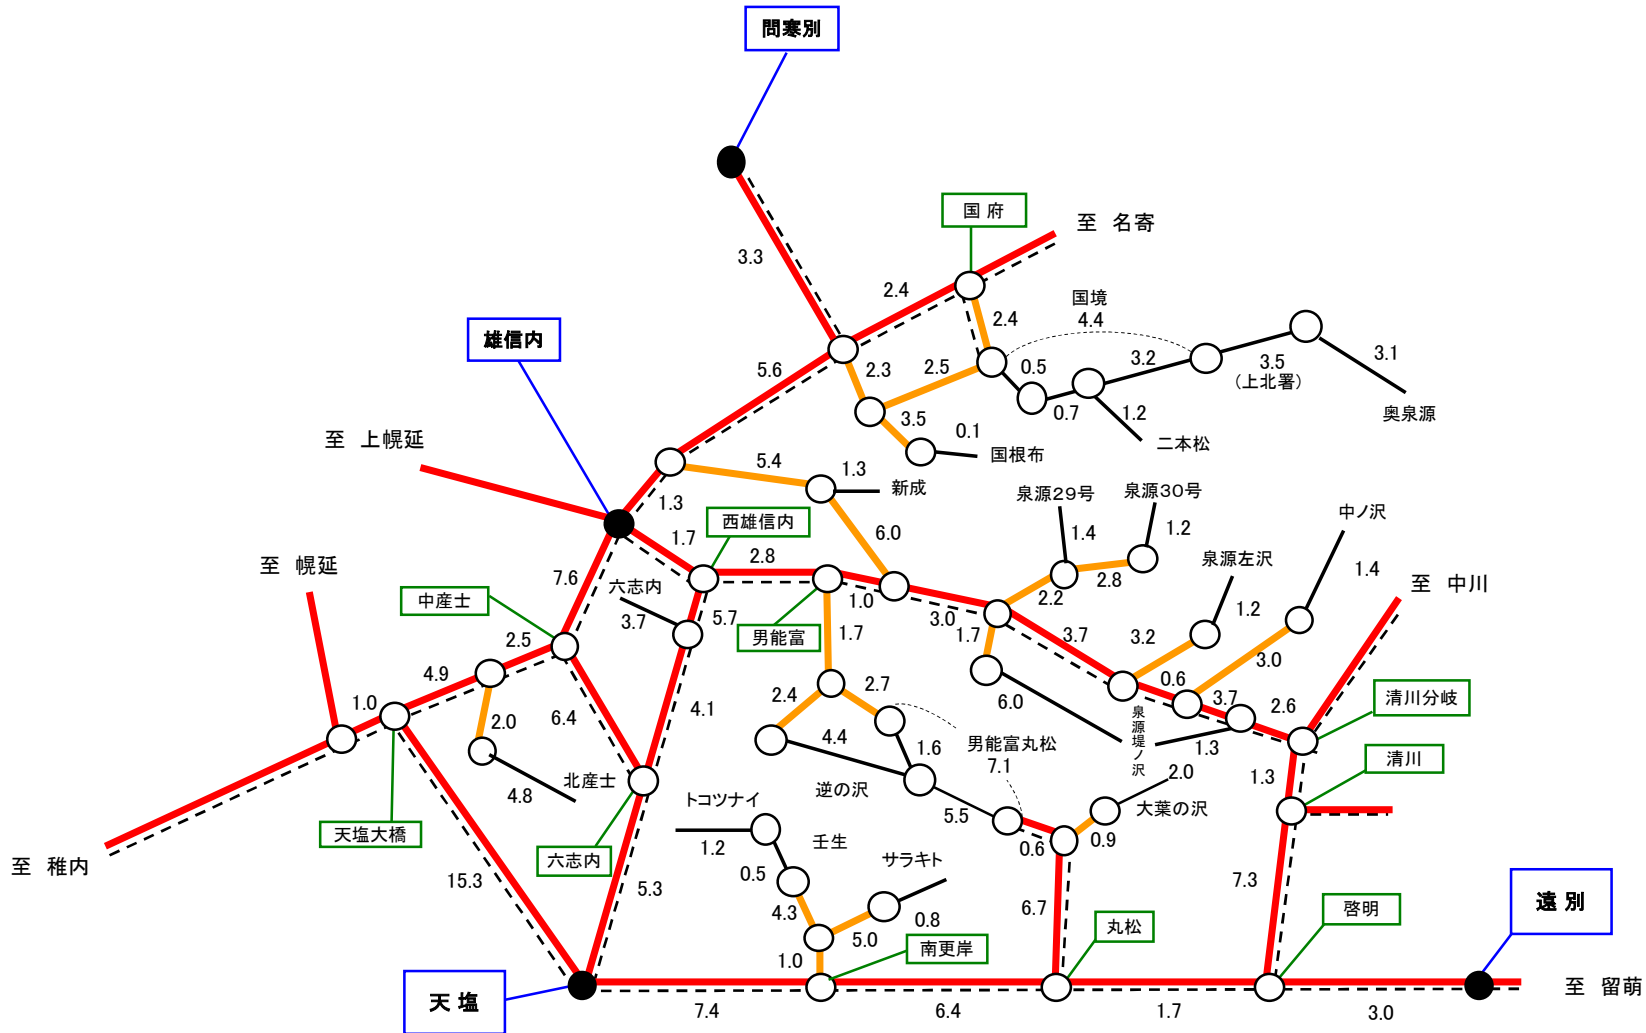 問寒別
国 府
至　名寄
3.3
2.4
国境
4.4
雄信内
2.4
5.6
2.3
2.5
0.5
3.2
3.5
(上北署)
3.1
0.7
1.2
奥泉源
3.5
0.1
国根布
二本松
至　上幌延
5.4
1.3
新成
泉源29号
泉源30号
中ノ沢
1.3
西雄信内
1.7
2.8
6.0
1.4
1.2
泉源左沢
1.4
至　幌延
7.6
六志内
3.7
5.7
男能富
1.0
3.0
2.2
2.8
1.2
至　中川
中産士
2.5
1.7
1.7
3.7
3.2
3.0
4.9
0.6
3.7
2.6
清川分岐
1.0
2.0
6.4
4.1
2.4
2.7
6.0
泉源堤ノ沢
1.3
4.4
1.6
男能富丸松
7.1
清川
1.3
北産士
4.8
逆の沢
2.0
大葉の沢
トコツナイ
天塩大橋
六志内
1.2
壬生
5.5
0.6
0.9
サラキト
至　稚内
15.3
5.3
0.5
4.3
0.8
5.0
6.7
7.3
啓明
遠 別
丸松
南更岸
1.0
天 塩
7.4
6.4
1.7
3.0
至　留萌